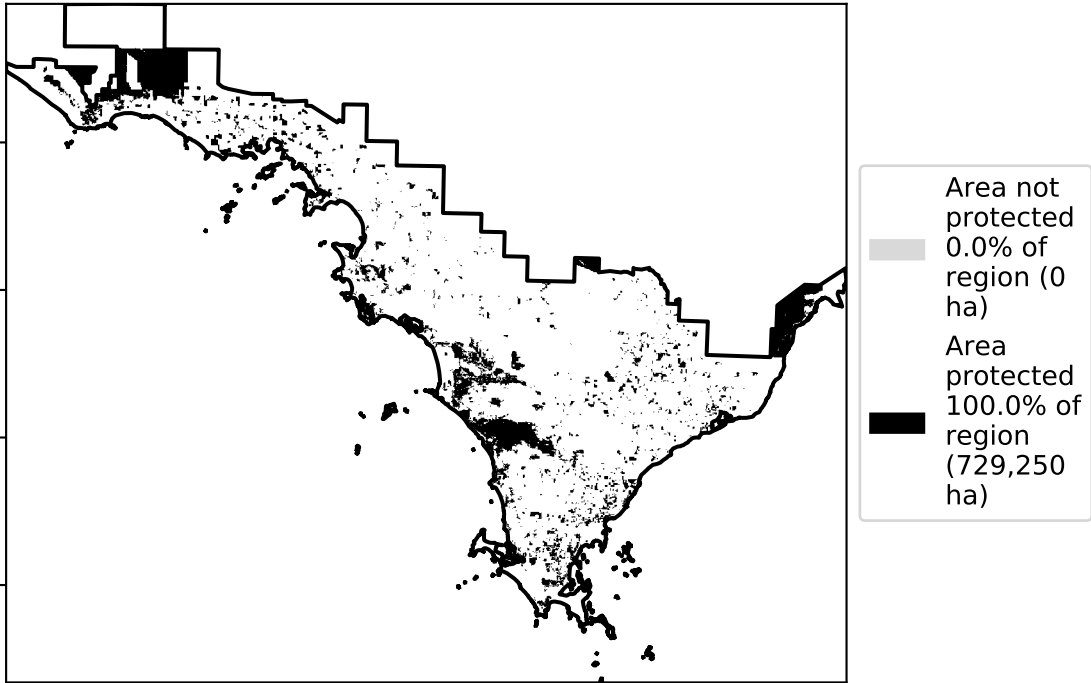 Area not
protected
0.0% of
region (0
ha)
Area
protected
100.0% of
region
(729,250
ha)